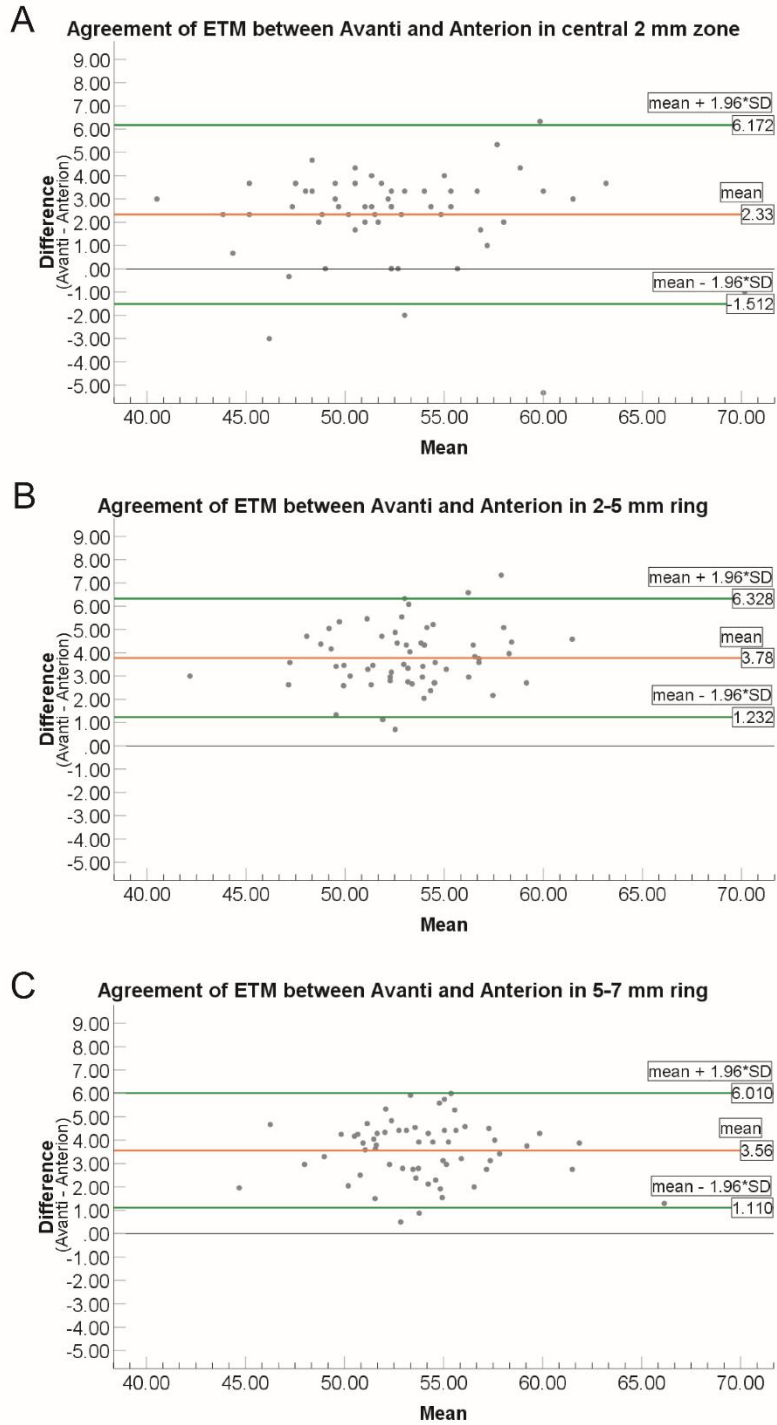 A
Agreement of ETM between Avanti and Anterion in central 2 mm zone
9.00
8.00
7.00
6.00
5.00
4.00
3.00
2.00
1.00
.00
-1.00
-2.00
-3.00
-4.00
-5.00
Difference
(Avanti - Anterion)
mean + 1.96*SD
6.172
mean
2.33
mean - 1.96*SD
-1.512
40.00 45.00 50.00 55.00 60.00 65.00 70.00
Mean
B
Agreement of ETM between Avanti and Anterion in 2-5 mm ring
9.00
8.00
7.00
6.00
5.00
4.00
3.00
2.00
1.00
.00
-1.00
-2.00
-3.00
-4.00
-5.00
Difference
(Avanti - Anterion)
mean + 1.96*SD
6.328
mean
3.78
mean - 1.96*SD
1.232
40.00 45.00 50.00 55.00 60.00 65.00 70.00
Mean
C
Agreement of ETM between Avanti and Anterion in 5-7 mm ring
9.00
8.00
7.00
6.00
5.00
4.00
3.00
2.00
1.00
.00
-1.00
-2.00
-3.00
-4.00
-5.00
Difference
(Avanti - Anterion)
mean + 1.96*SD
6.010
mean
3.56
mean - 1.96*SD
1.110
40.00 45.00 50.00 55.00 60.00 65.00 70.00
Mean